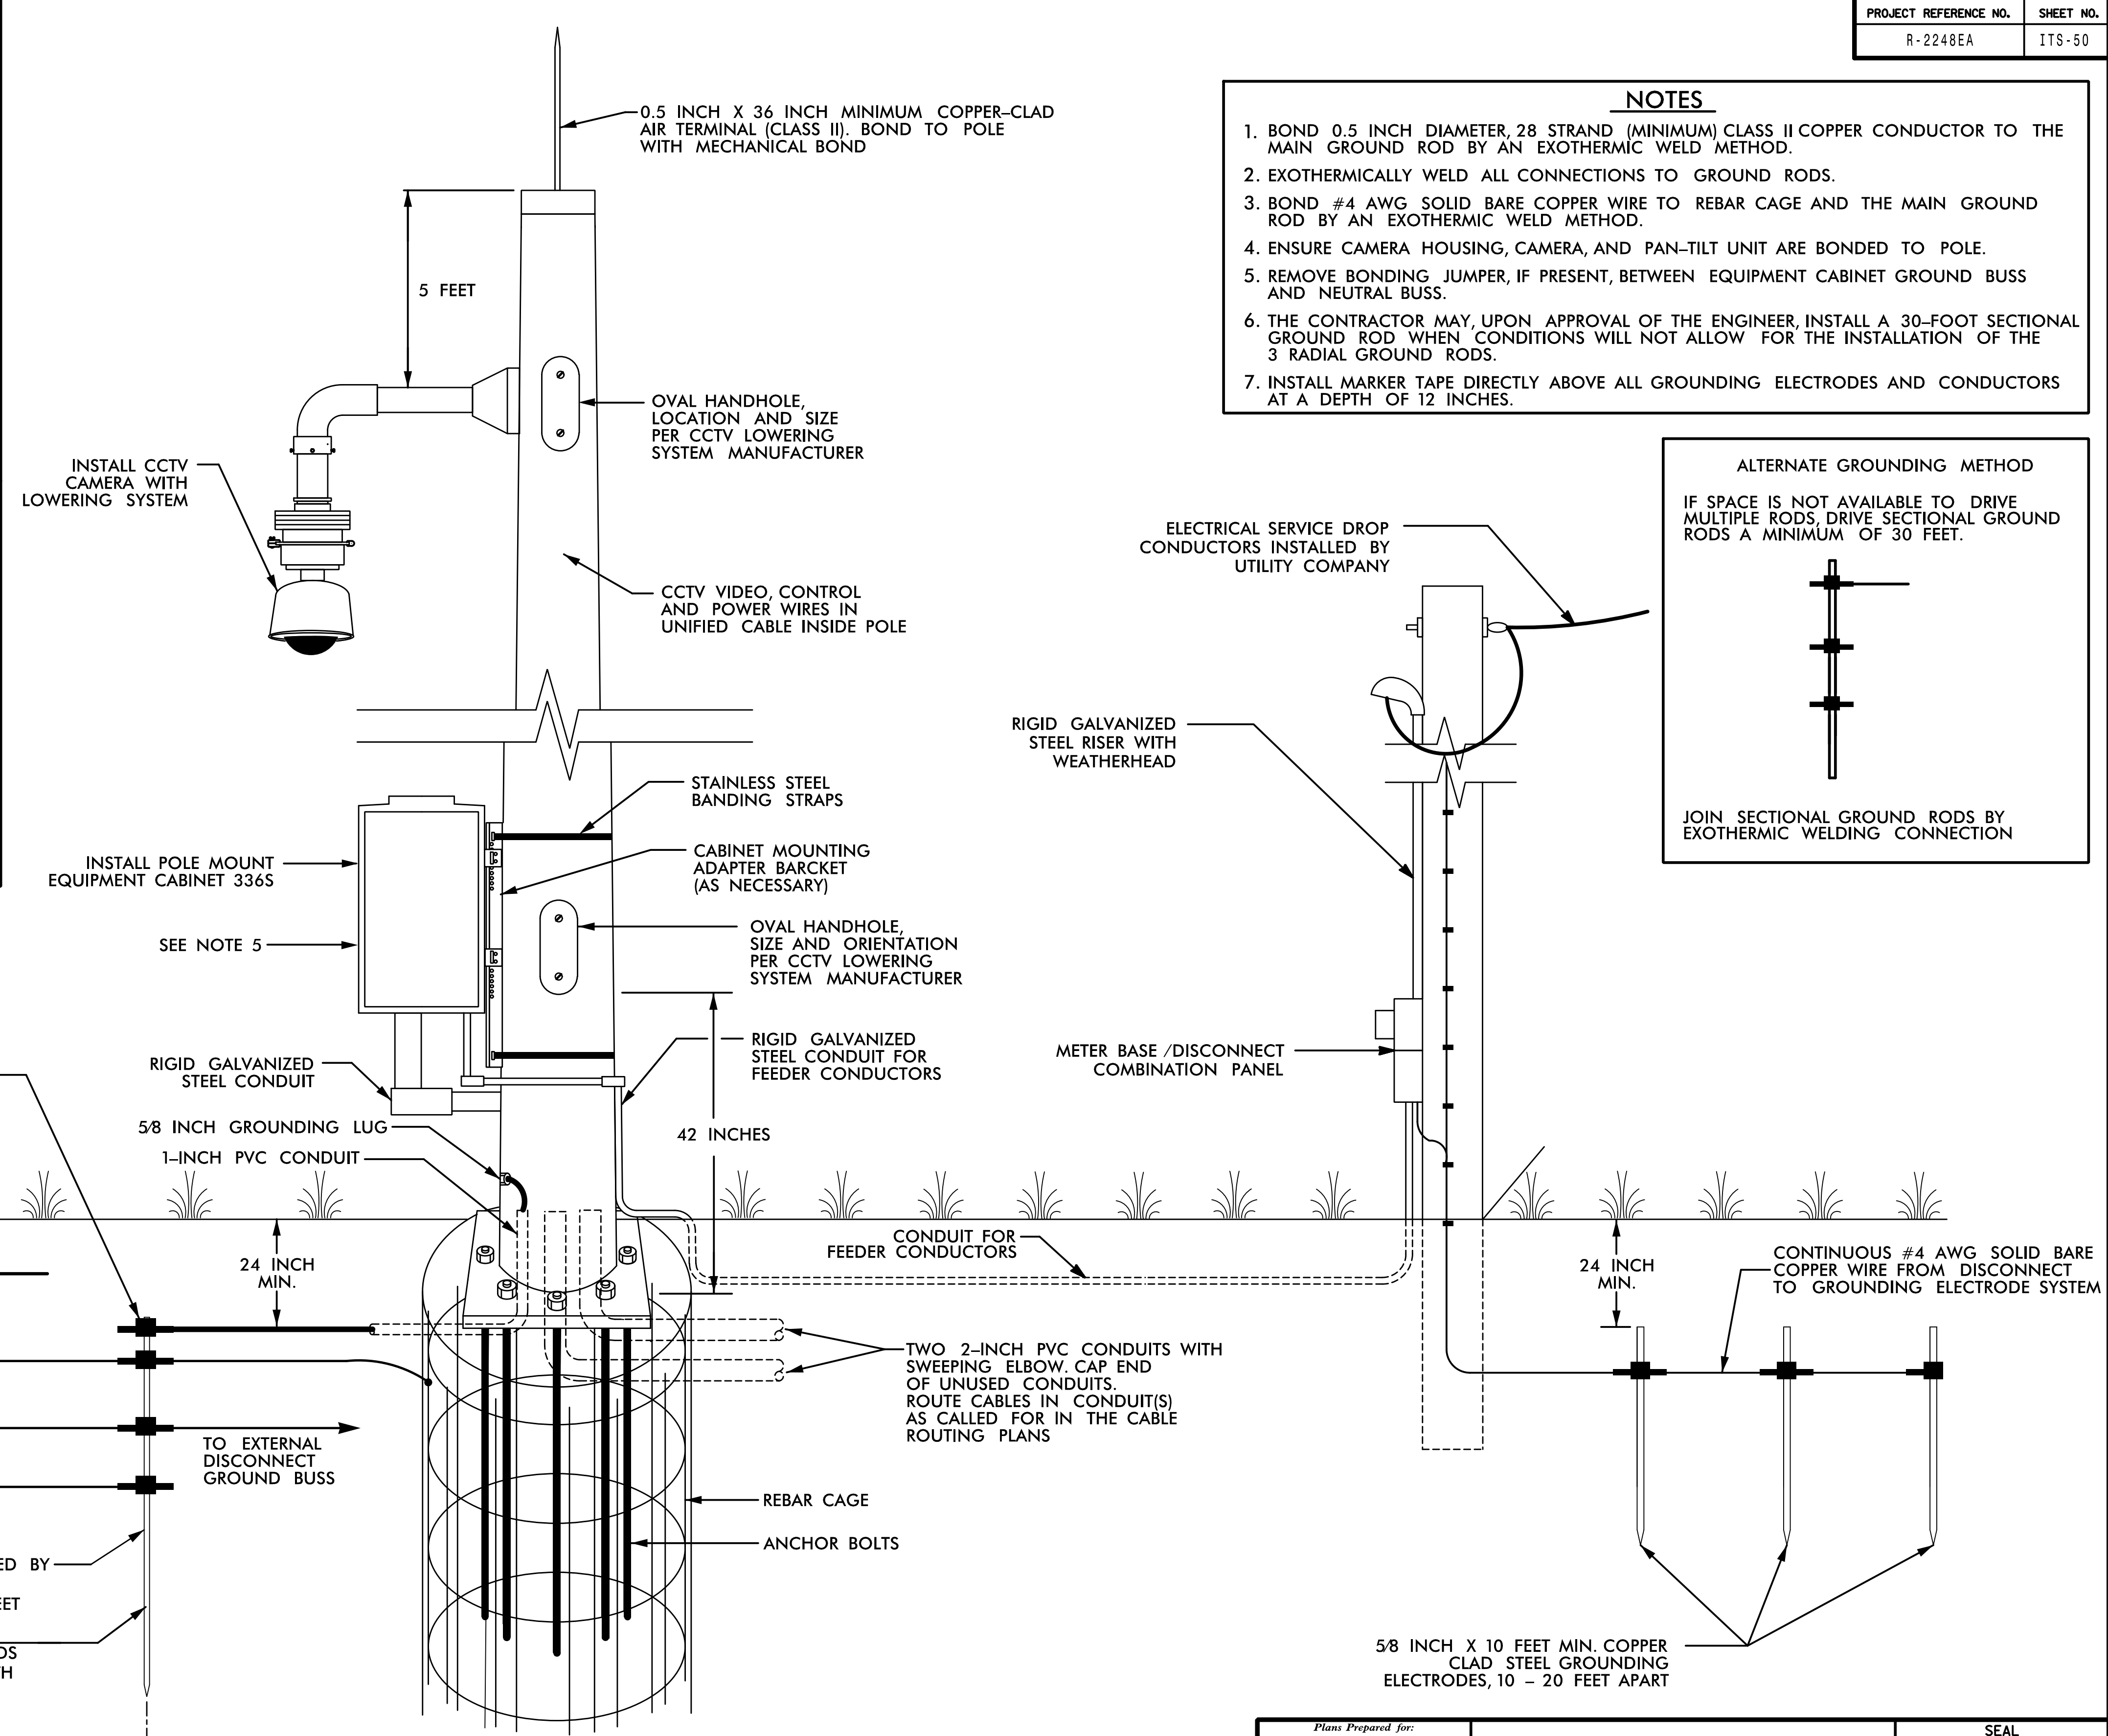 PROJECT REFERENCE NO. SHEET NO.
R-2248EA ITS-50
NOTES
1. BOND 0.5 INCH DIAMETER, 28 STRAND (MINIMUM) CLASS II COPPER CONDUCTOR TO THE
MAIN GROUND ROD BY AN EXOTHERMIC WELD METHOD.
2. EXOTHERMICALLY WELD ALL CONNECTIONS TO GROUND RODS.
3. BOND #4 AWG SOLID BARE COPPER WIRE TO REBAR CAGE AND THE MAIN GROUND
ROD BY AN EXOTHERMIC WELD METHOD.
4. ENSURE CAMERA HOUSING, CAMERA, AND PAN-TILT UNIT ARE BONDED TO POLE.
5. REMOVE BONDING JUMPER, IF PRESENT, BETWEEN EQUIPMENT CABINET GROUND BUSS
AND NEUTRAL BUSS.
6. THE CONTRACTOR MAY, UPON APPROVAL OF THE ENGINEER, INSTALL A 30-FOOT SECTIONAL
GROUND ROD WHEN CONDITIONS WILL NOT ALLOW FOR THE INSTALLATION OF THE
3 RADIAL GROUND RODS.
7. INSTALL MARKER TAPE DIRECTLY ABOVE ALL GROUNDING ELECTRODES AND CONDUCTORS
AT A DEPTH OF 12 INCHES.
0.5 INCH X 36 INCH MINIMUM COPPER-CLAD
AIR TERMINAL (CLASS II). BOND TO POLE
WITH MECHANICAL BOND
5 FEET
OVAL HANDHOLE,
LOCATION AND SIZE
PER CCTV LOWERING
SYSTEM MANUFACTURER
INSTALL CCTV
CAMERA WITH
LOWERING SYSTEM
CCTV VIDEO, CONTROL
AND POWER WIRES IN
UNIFIED CABLE INSIDE POLE
ALTERNATE GROUNDING METHOD
IF SPACE IS NOT AVAILABLE TO DRIVE
MULTIPLE RODS, DRIVE SECTIONAL GROUND
RODS A MINIMUM OF 30 FEET.
JOIN SECTIONAL GROUND RODS BY
EXOTHERMIC WELDING CONNECTION
ELECTRICAL SERVICE DROP
CONDUCTORS INSTALLED BY
UTILITY COMPANY
RIGID GALVANIZED
STEEL RISER WITH
WEATHERHEAD
STAINLESS STEEL
BANDING STRAPS
CABINET MOUNTING
ADAPTER BARCKET
(AS NECESSARY)
INSTALL POLE MOUNT
EQUIPMENT CABINET 336S
SEE NOTE 5
OVAL HANDHOLE,
SIZE AND ORIENTATION
PER CCTV LOWERING
SYSTEM MANUFACTURER
RIGID GALVANIZED
STEEL CONDUIT FOR
FEEDER CONDUCTORS
METER BASE /DISCONNECT
COMBINATION PANEL
RIGID GALVANIZED
STEEL CONDUIT
5/8 INCH GROUNDING LUG
1-INCH PVC CONDUIT
42 INCHES
24 INCH
MIN.
CONDUIT FOR
FEEDER CONDUCTORS
24 INCH
MIN.
CONTINUOUS #4 AWG SOLID BARE
COPPER WIRE FROM DISCONNECT
TO GROUNDING ELECTRODE SYSTEM
TWO 2-INCH PVC CONDUITS WITH
SWEEPING ELBOW. CAP END
OF UNUSED CONDUITS.
ROUTE CABLES IN CONDUIT(S)
AS CALLED FOR IN THE CABLE
ROUTING PLANS
TO EXTERNAL
DISCONNECT
GROUND BUSS
REBAR CAGE
ANCHOR BOLTS
BY
5/8 INCH X 10 FEET MIN. COPPER
CLAD STEEL GROUNDING
ELECTRODES, 10 - 20 FEET APART
Plans Prepared for:
SEAL